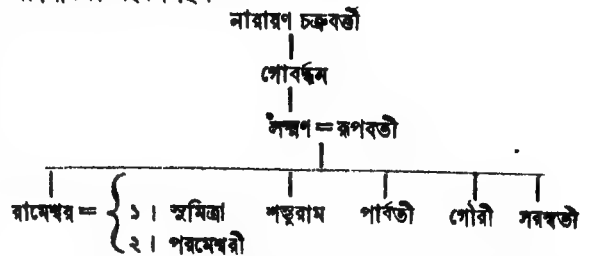 নারায়ণ চক্রবর্ত্তী
গোবর্দ্ধন
লক্ষ্মণ = রূপবতী
রামেশ্বর = { ১। সুমিত্রা শম্ভুরাম পার্বতী গৌরী সরস্বতী
২। পরমেশ্বরী